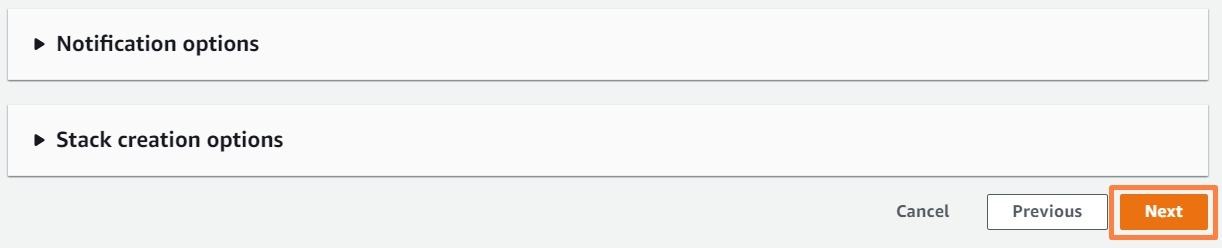 Notification options
Stack creation options
Cancel Previous Next